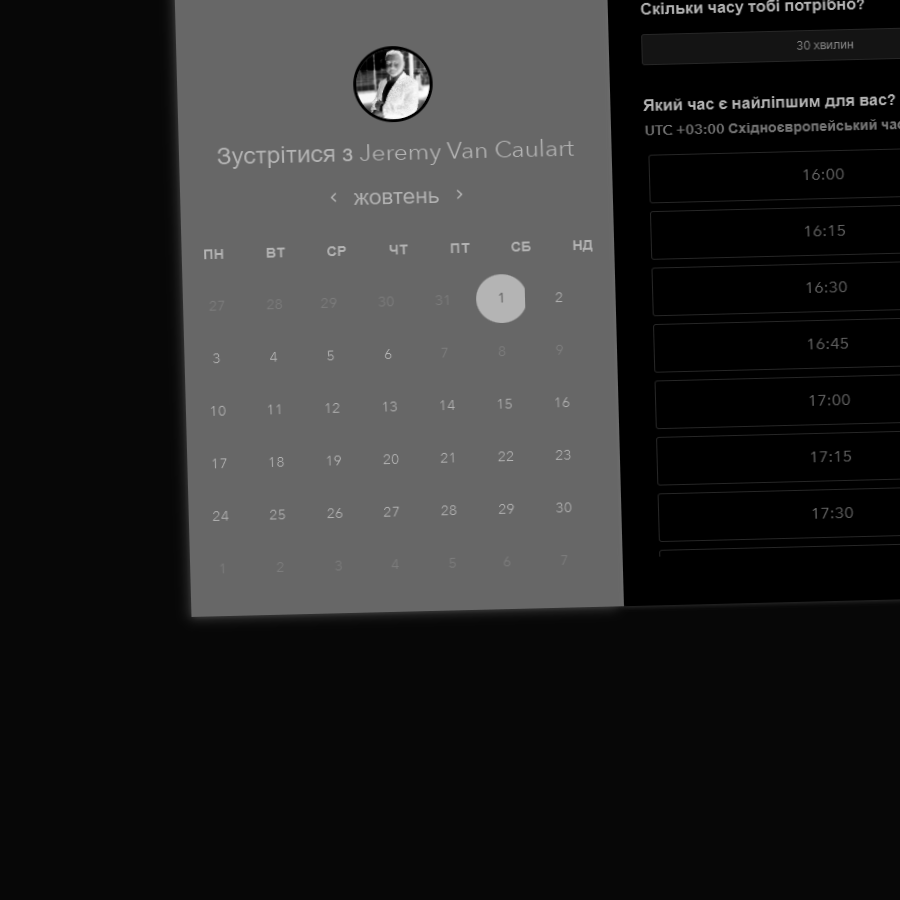 Зустрітися з Jeremy Van Caulart
‹ жовтень ›
ПН ВТ СР ЧТ ПТ СБ НД
27 28 29 30 31 1 2
3 4 5 6 7 8 9
10 11 12 13 14 15 16
17 18 19 20 21 22 23
24 25 26 27 28 29 30
1 2 3 4 5 6 7
Скільки часу тобі потрібно?
30 хвилин
Який час є найліпшим для вас?
UTC +03:00 Східноєвропейський час
16:00
16:15
16:30
16:45
17:00
17:15
17:30